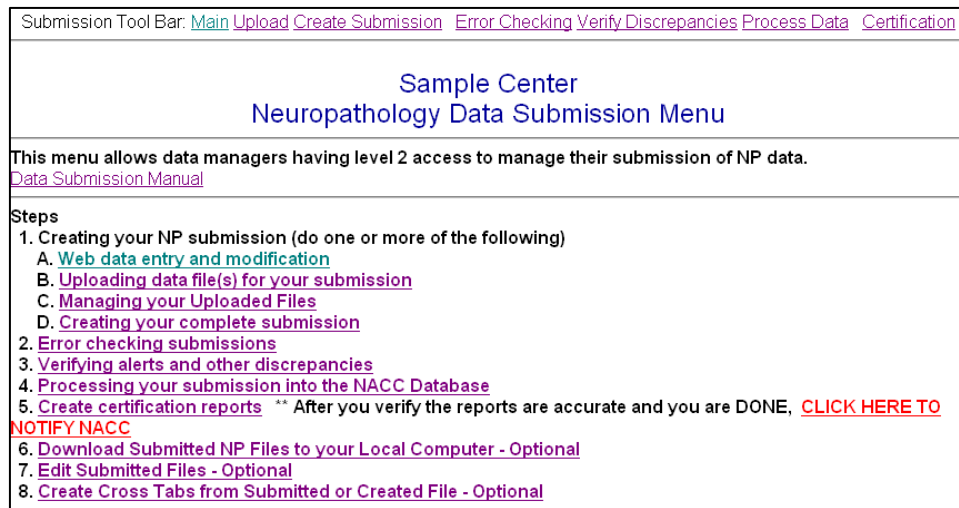 Submission Tool Bar: Main Upload Create Submission Error Checking Verify Discrepancies Process Data Certification
Sample Center
Neuropathology Data Submission Menu
This menu allows data managers having level 2 access to manage their submission of NP data.
Data Submission Manual
Steps
1. Creating your NP submission (do one or more of the following)
A. Web data entry and modification
B. Uploading data file(s) for your submission
C. Managing your Uploaded Files
D. Creating your complete submission
2. Error checking submissions
3. Verifying alerts and other discrepancies
4. Processing your submission into the NACC Database
5. Create certification reports ** After you verify the reports are accurate and you are DONE, CLICK HERE TO
NOTIFY NACC
6. Download Submitted NP Files to your Local Computer - Optional
7. Edit Submitted Files - Optional
8. Create Cross Tabs from Submitted or Created File - Optional